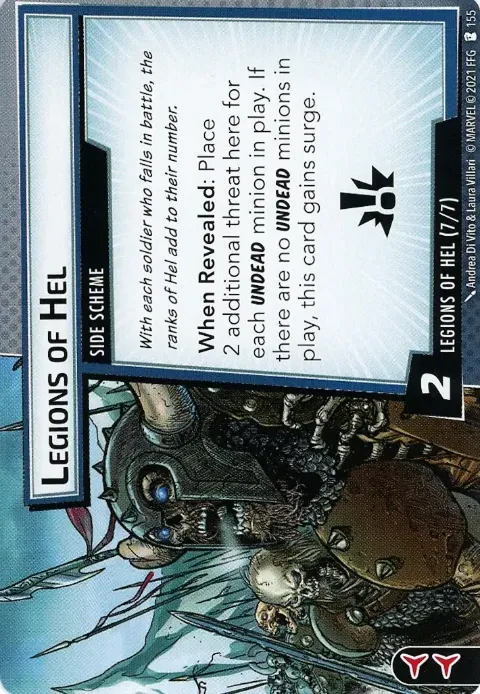 LEGIONS OF HEL
SIDE SCHEME
With each soldier who falls in battle, the
ranks of Hel add to their number.
When Revealed: Place
2 additional threat here for
each UNDEAD minion in play. If
there are no UNDEAD minions in
play, this card gains surge.
2
LEGIONS OF HEL (7/7)
Andrea Di Vito & Laura Villari © MARVEL © 2021 FFG 155